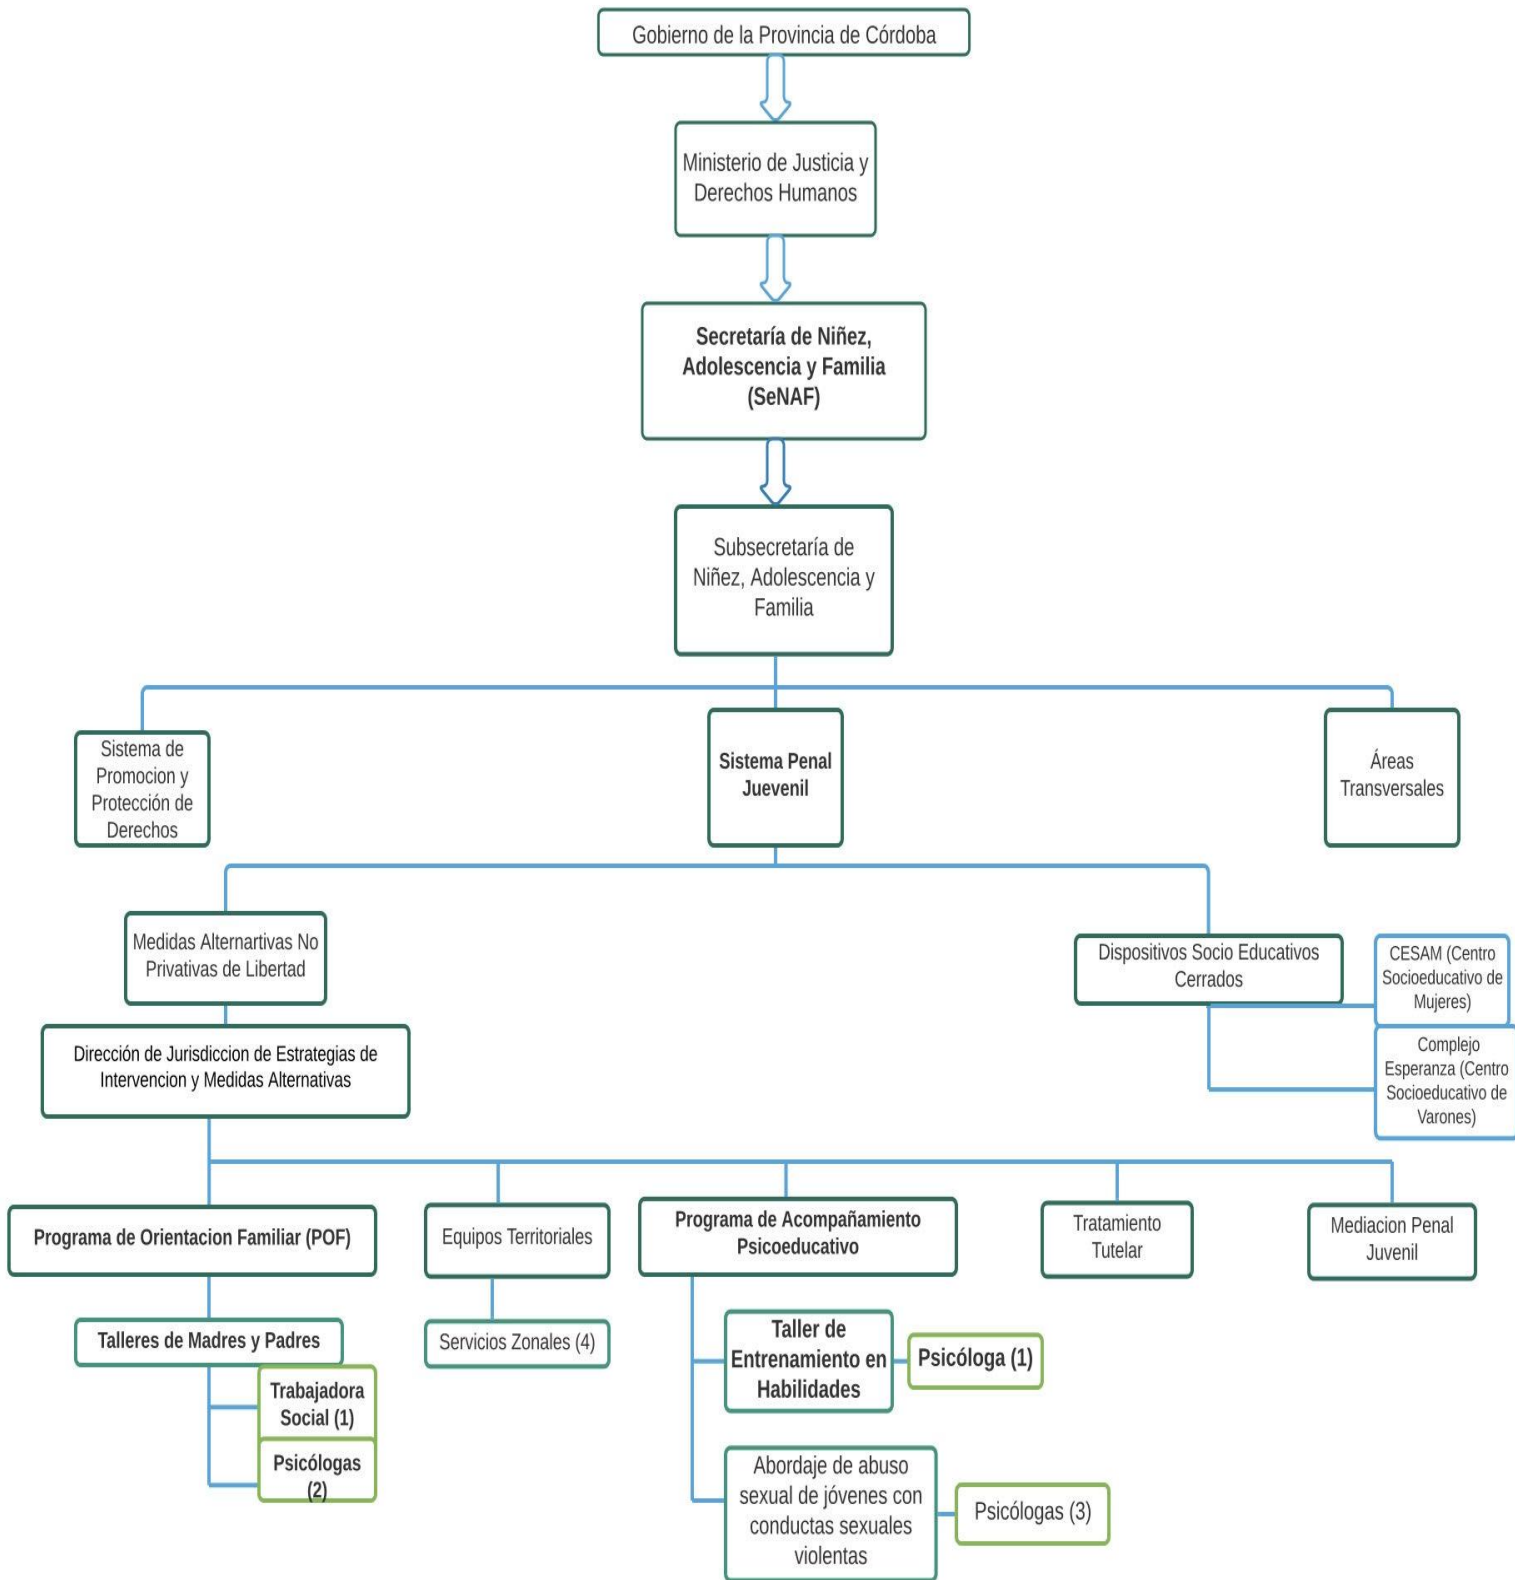 Gobierno de la Provincia de Córdoba
Ministerio de Justicia y
Derechos Humanos
Secretaría de Niñez,
Adolescencia y Familia
(SeNAF)
Subsecretaría de
Niñez, Adolescencia y
Familia
Sistema de
Promocion y
Protección de
Derechos
Sistema Penal
Juevenil
Áreas
Transversales
Medidas Alternartivas No
Privativas de Libertad
Dispositivos Socio Educativos
Cerrados
CESAM (Centro
Socioeducativo de
Mujeres)
Complejo
Esperanza (Centro
Socioeducativo de
Varones)
Dirección de Jurisdiccion de Estrategias de
Intervencion y Medidas Alternativas
Programa de Orientacion Familiar (POF)
Equipos Territoriales
Programa de Acompañamiento
Psicoeducativo
Tratamiento
Tutelar
Mediacion Penal
Juvenil
Talleres de Madres y Padres
Trabajadora
Social (1)
Psicólogas
(2)
Servicios Zonales (4)
Taller de
Entrenamiento en
Habilidades
Psicóloga (1)
Abordaje de abuso
sexual de jóvenes con
conductas sexuales
violentas
Psicólogas (3)